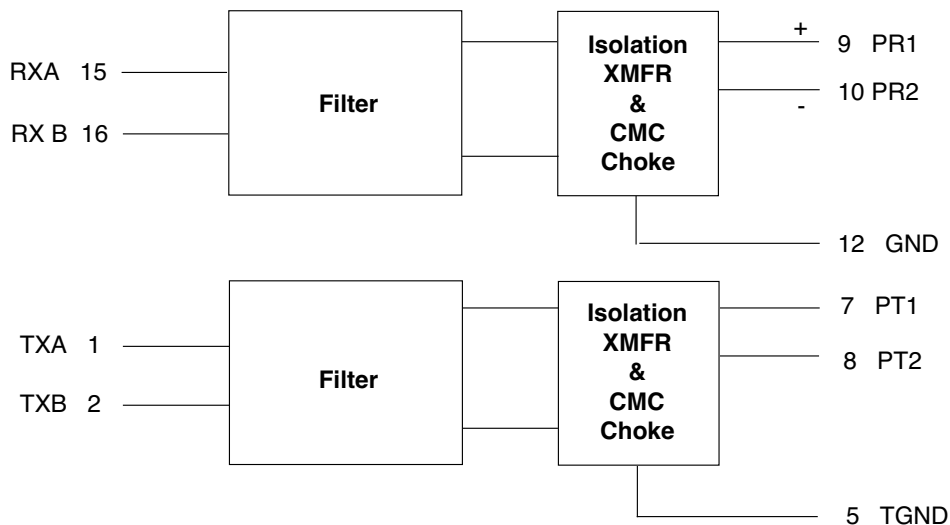 RXA 15
RX B 16
Filter
Isolation
XMFR
&
CMC
Choke
+
9 PR1
10 PR2
-
12 GND
TXA 1
TXB 2
Filter
Isolation
XMFR
&
CMC
Choke
7 PT1
8 PT2
5 TGND